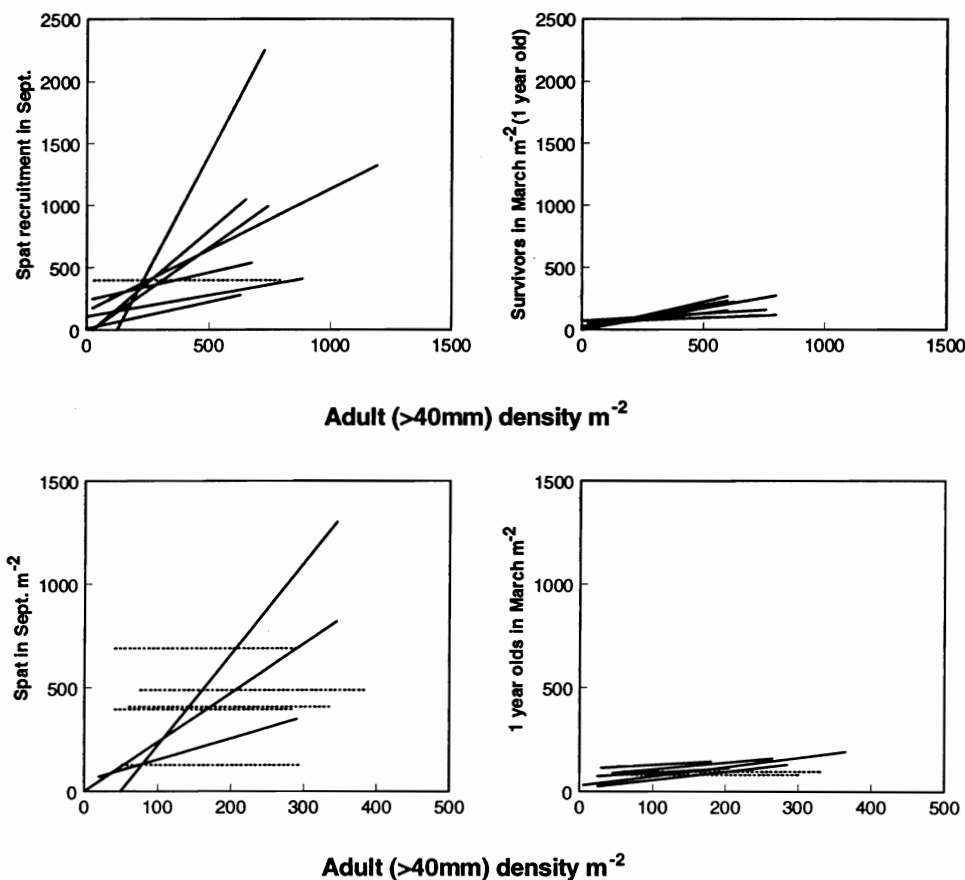 Spat recruitment in Sept.
2500
2000
1500
1000
500
0
0 500 1000 1500
Survivors in March m-2 (1 year old)
2500
2000
1500
1000
500
0
0 500 1000 1500
Adult (>40mm) density m-2
Spat in Sept. m-2
1500
1000
500
0
0 100 200 300 400 500
1 year olds in March m-2
1500
1000
500
0
0 100 200 300 400 500
Adult (>40mm) density m-2